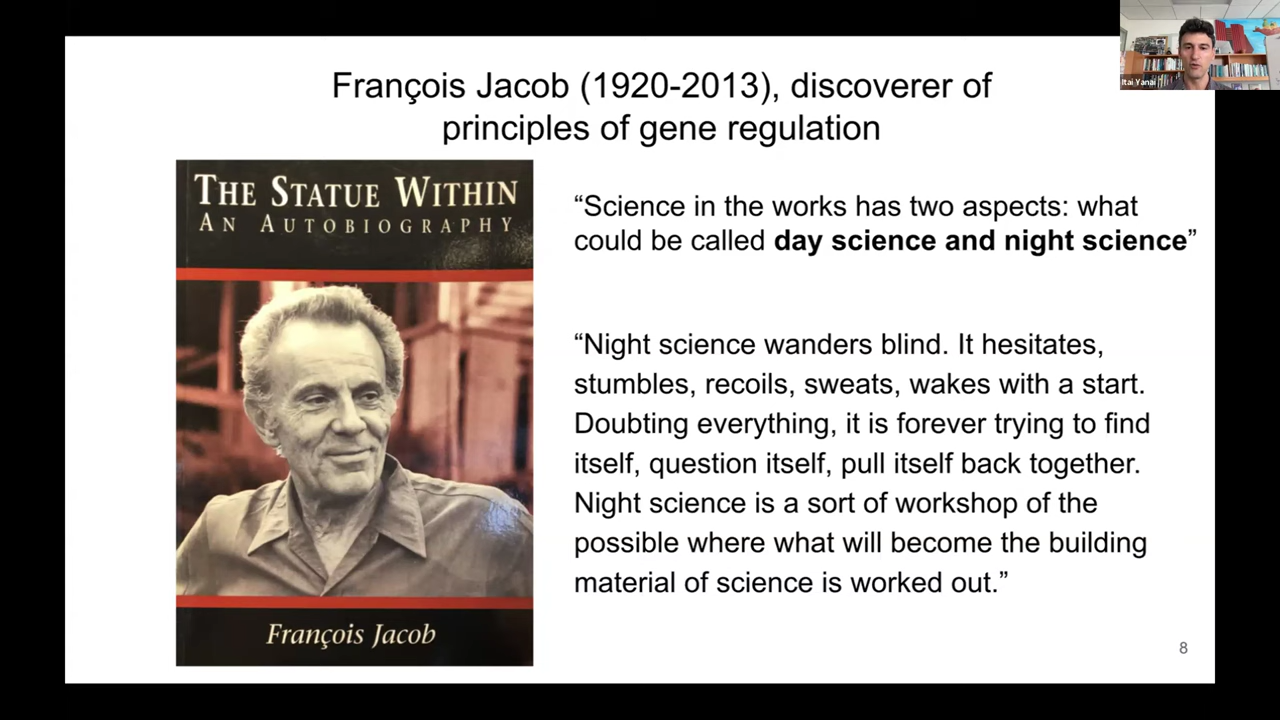 Itai Yanai
François Jacob (1920-2013), discoverer of
principles of gene regulation
THE STATUE WITHIN
AN AUTOBIOGRAPHY
François Jacob
“Science in the works has two aspects: what
could be called day science and night science”
“Night science wanders blind. It hesitates,
stumbles, recoils, sweats, wakes with a start.
Doubting everything, it is forever trying to find
itself, question itself, pull itself back together.
Night science is a sort of workshop of the
possible where what will become the building
material of science is worked out.”
8